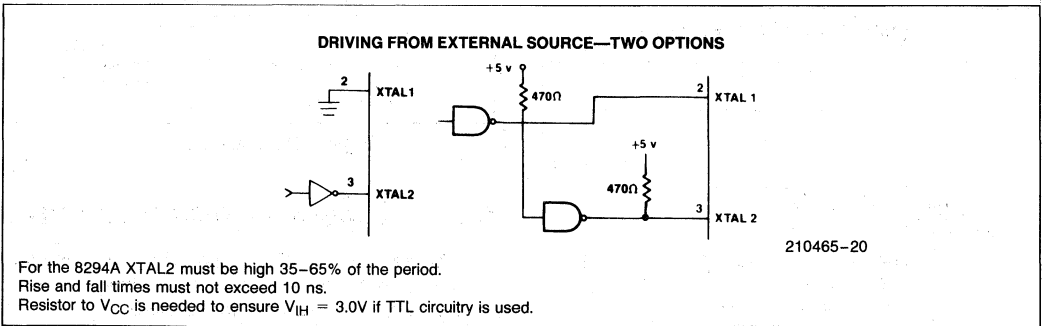 DRIVING FROM EXTERNAL SOURCE—TWO OPTIONS
2
XTAL1
3
XTAL2
+5 v
470Ω
2
XTAL 1
+5 v
470Ω
3
XTAL 2
210465–20
For the 8294A XTAL2 must be high 35–65% of the period.
Rise and fall times must not exceed 10 ns.
Resistor to VCC is needed to ensure VIH = 3.0V if TTL circuitry is used.